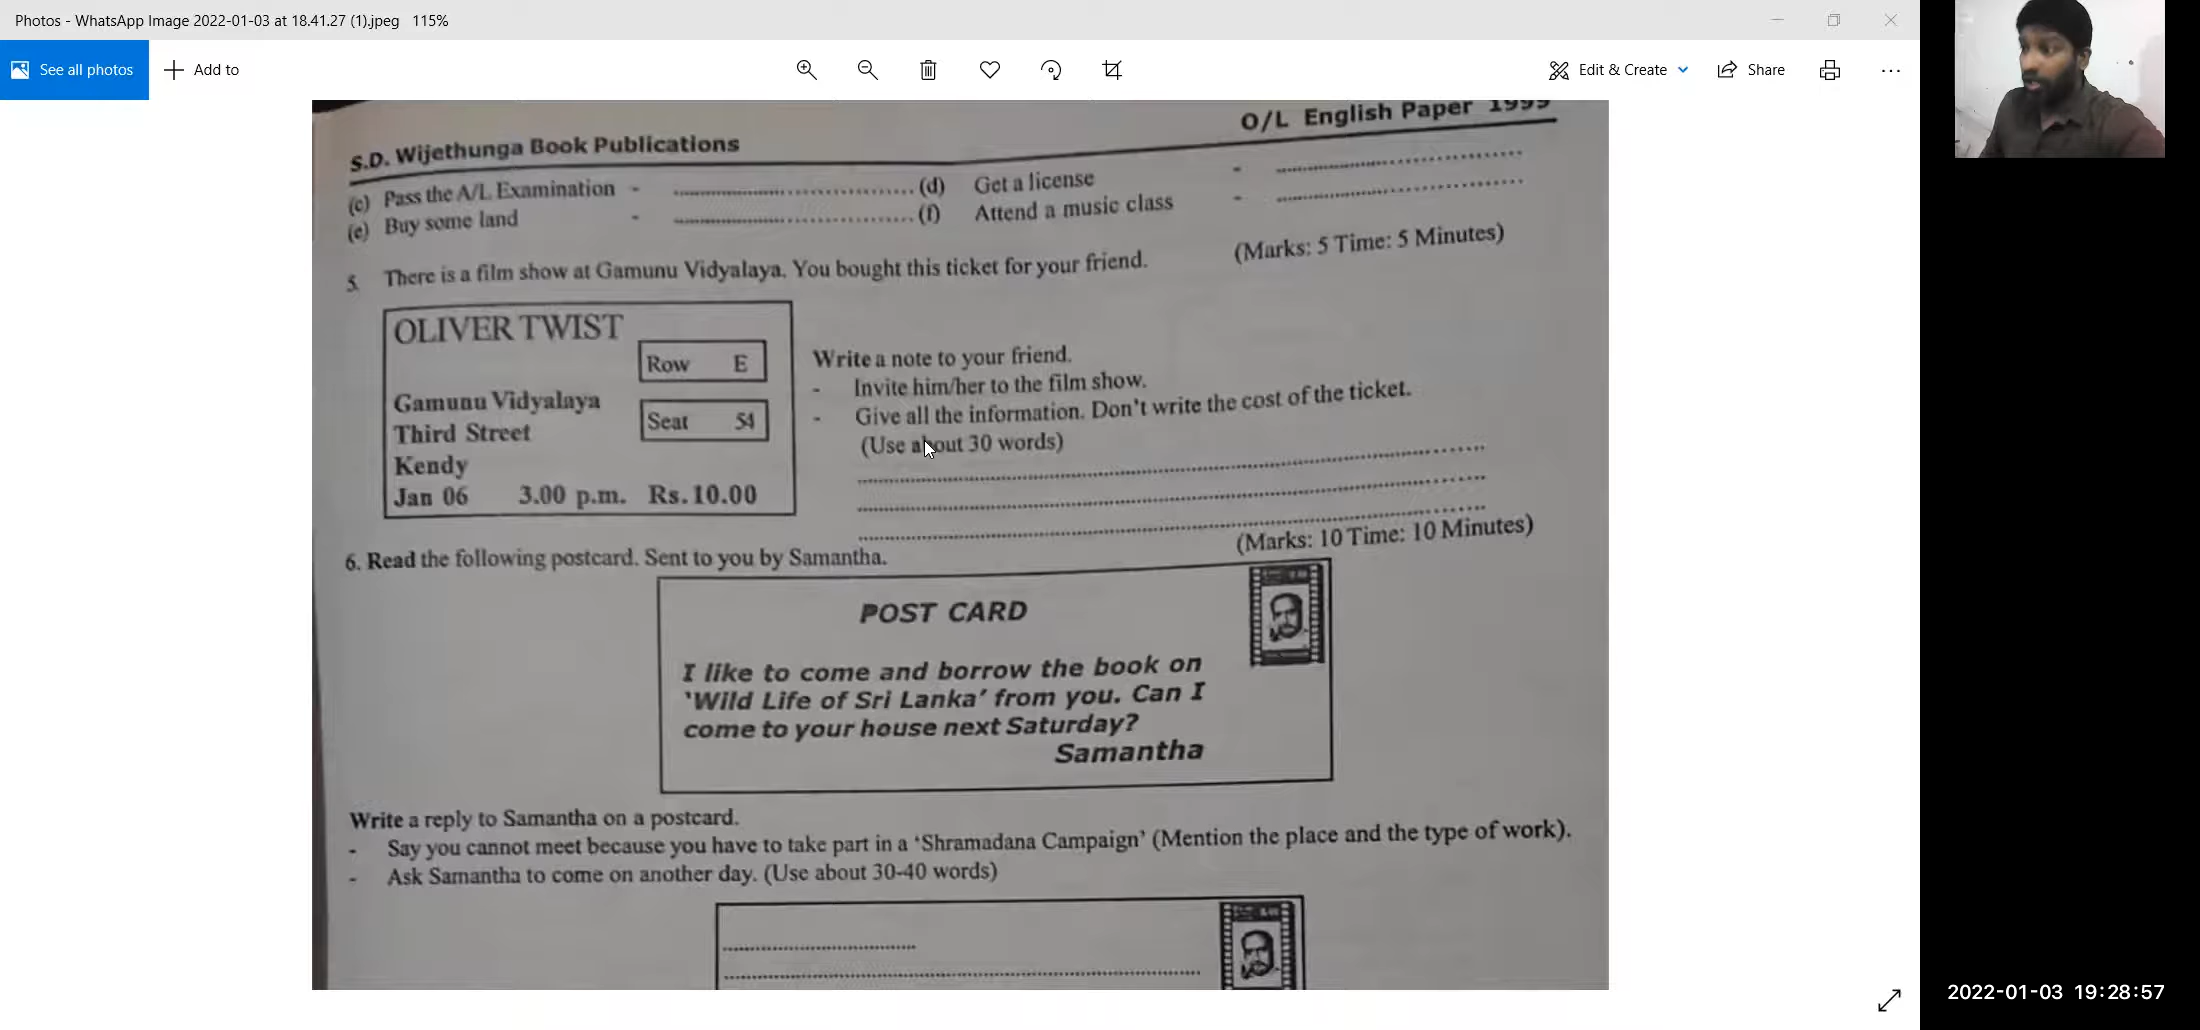 Photos - WhatsApp Image 2022-01-03 at 18.41.27 (1).jpeg 115%
See all photos
Add to
Edit & Create
Share
O/L English Paper 1999
S.D. Wijethunga Book Publications
(c) Pass the A/L Examination - .......... (d) Get a license - ..........
(e) Buy some land - .......... (f) Attend a music class - ..........
(Marks: 5 Time: 5 Minutes)
5. There is a film show at Gamunu Vidyalaya. You bought this ticket for your friend.
OLIVER TWIST
Row E
Gamunu Vidyalaya
Seat 54
Third Street
Kendy
Jan 06 3.00 p.m. Rs.10.00
Write a note to your friend.
- Invite him/her to the film show.
- Give all the information. Don't write the cost of the ticket.
(Use about 30 words)
(Marks: 10 Time: 10 Minutes)
6. Read the following postcard. Sent to you by Samantha.
POST CARD
I like to come and borrow the book on
'Wild Life of Sri Lanka' from you. Can I
come to your house next Saturday?
Samantha
Write a reply to Samantha on a postcard.
- Say you cannot meet because you have to take part in a 'Shramadana Campaign' (Mention the place and the type of work).
- Ask Samantha to come on another day. (Use about 30-40 words)
2022-01-03 19:28:57